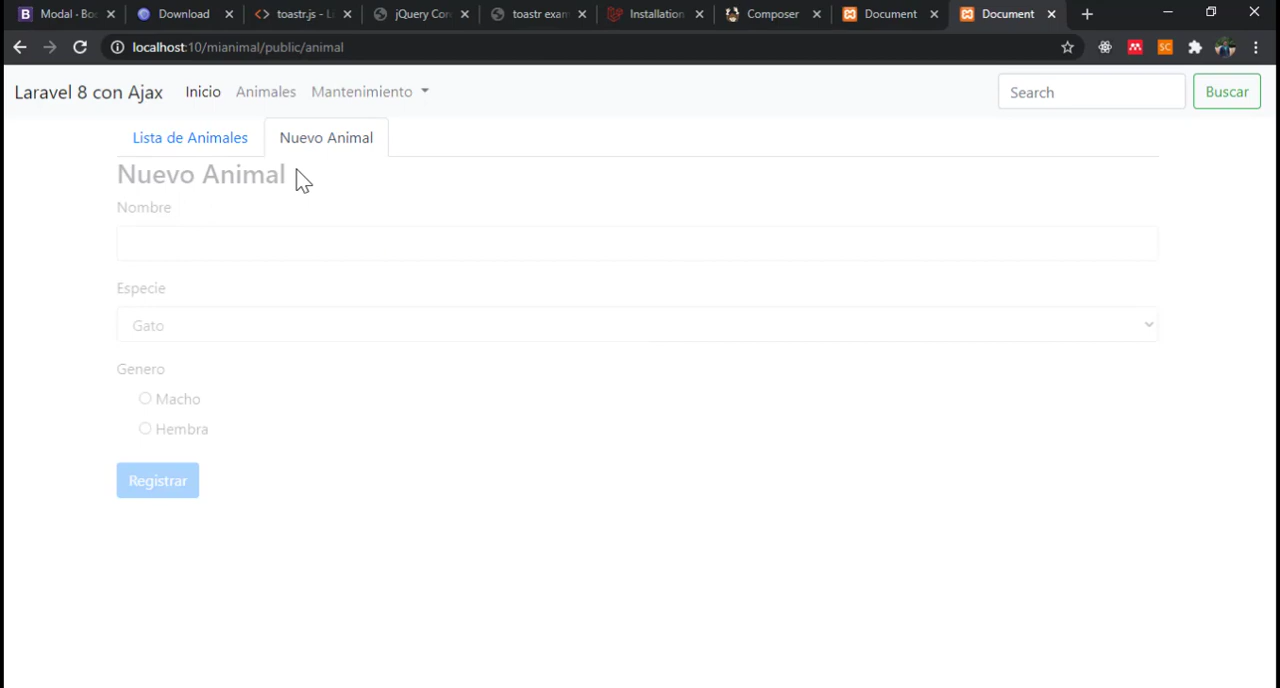 Modal - Bo
Download
toastr.js - L
jQuery Cor
toastr exam
Installation
Composer
Document
Document
localhost:10/mianimal/public/animal
SC
Laravel 8 con Ajax
Inicio
Animales
Mantenimiento
Search
Buscar
Lista de Animales
Nuevo Animal
Nuevo Animal
Nombre
Especie
Gato
Genero
Macho
Hembra
Registrar